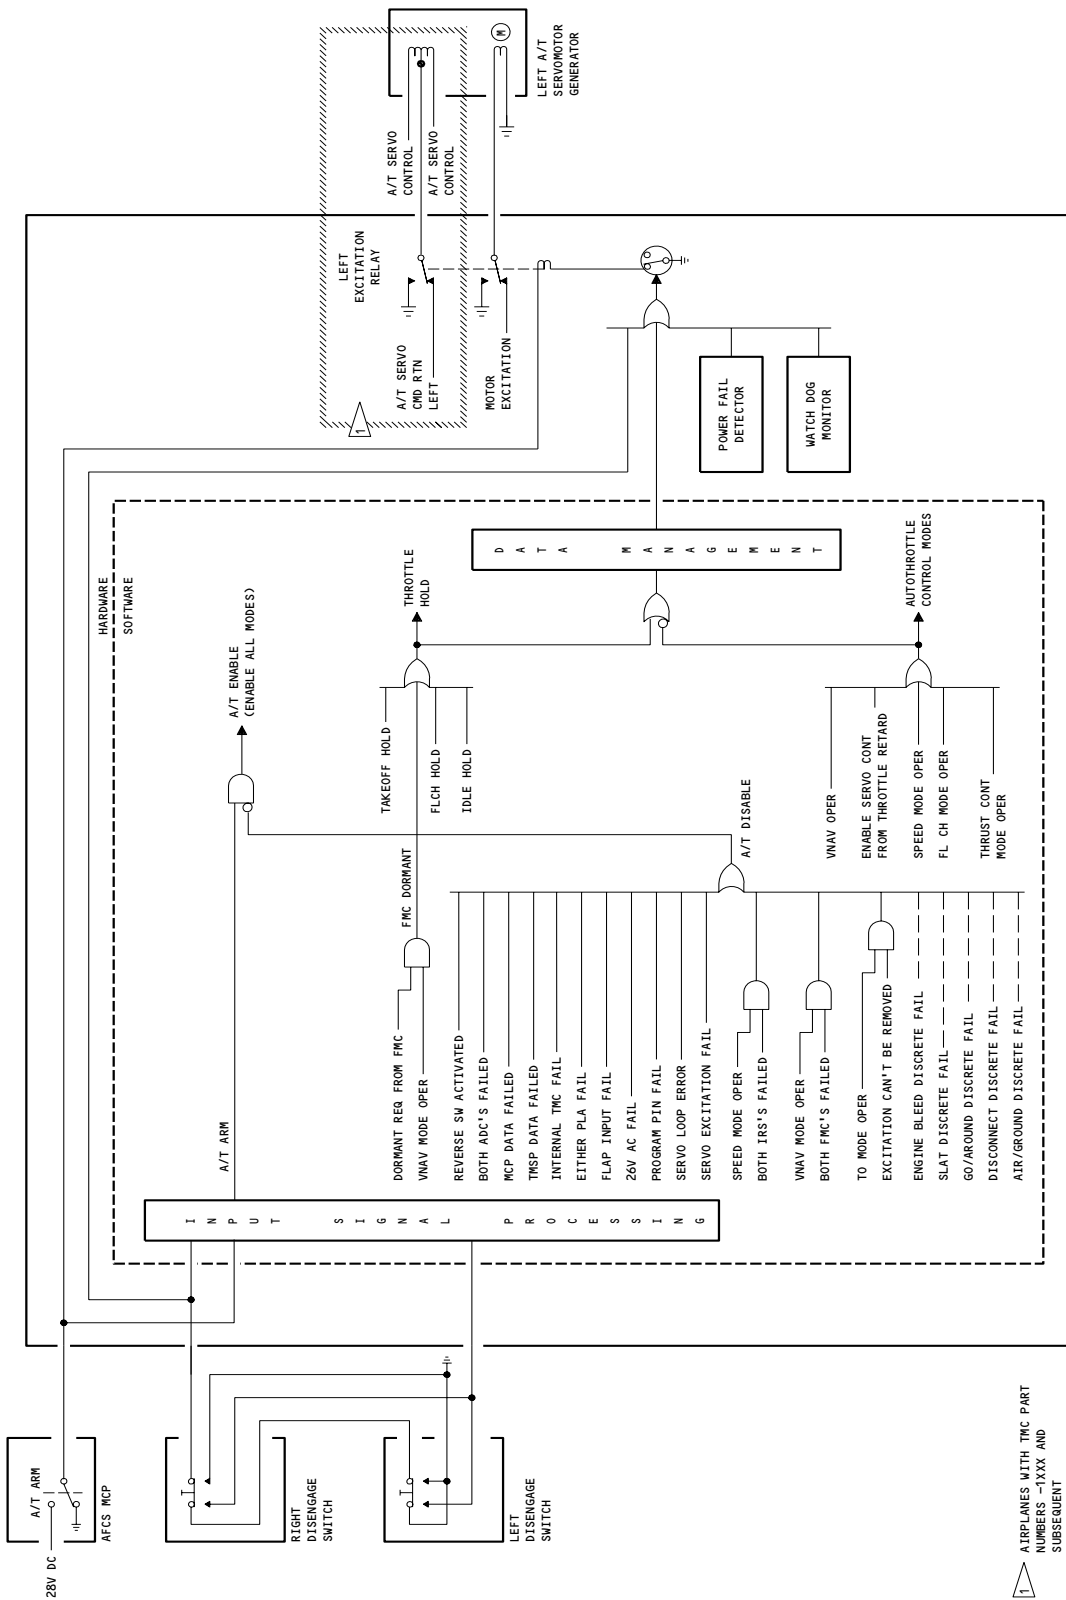 28V DC
A/T ARM
AFCS MCP
RIGHT
DISENGAGE
SWITCH
LEFT
DISENGAGE
SWITCH
1
AIRPLANES WITH TMC PART
NUMBERS -1XXX AND
SUBSEQUENT
INPUT SIGNAL PROCESSING
HARDWARE
SOFTWARE
A/T ARM
A/T ENABLE
(ENABLE ALL MODES)
DORMANT REQ FROM FMC
VNAV MODE OPER
FMC DORMANT
TAKEOFF HOLD
FLCH HOLD
IDLE HOLD
THROTTLE
HOLD
REVERSE SW ACTIVATED
BOTH ADC'S FAILED
MCP DATA FAILED
TMSP DATA FAILED
INTERNAL TMC FAIL
EITHER PLA FAIL
FLAP INPUT FAIL
26V AC FAIL
PROGRAM PIN FAIL
SERVO LOOP ERROR
SERVO EXCITATION FAIL
SPEED MODE OPER
BOTH IRS'S FAILED
VNAV MODE OPER
BOTH FMC'S FAILED
TO MODE OPER
EXCITATION CAN'T BE REMOVED
ENGINE BLEED DISCRETE FAIL
SLAT DISCRETE FAIL
GO/AROUND DISCRETE FAIL
DISCONNECT DISCRETE FAIL
AIR/GROUND DISCRETE FAIL
A/T DISABLE
VNAV OPER
ENABLE SERVO CONT
FROM THROTTLE RETARD
SPEED MODE OPER
FL CH MODE OPER
THRUST CONT
MODE OPER
AUTOTHROTTLE
CONTROL MODES
DATA MANAGEMENT
POWER FAIL
DETECTOR
WATCH DOG
MONITOR
1
A/T SERVO
CMD RTN
LEFT
MOTOR
EXCITATION
LEFT
EXCITATION
RELAY
A/T SERVO
CONTROL
A/T SERVO
CONTROL
M
LEFT A/T
SERVOMOTOR
GENERATOR